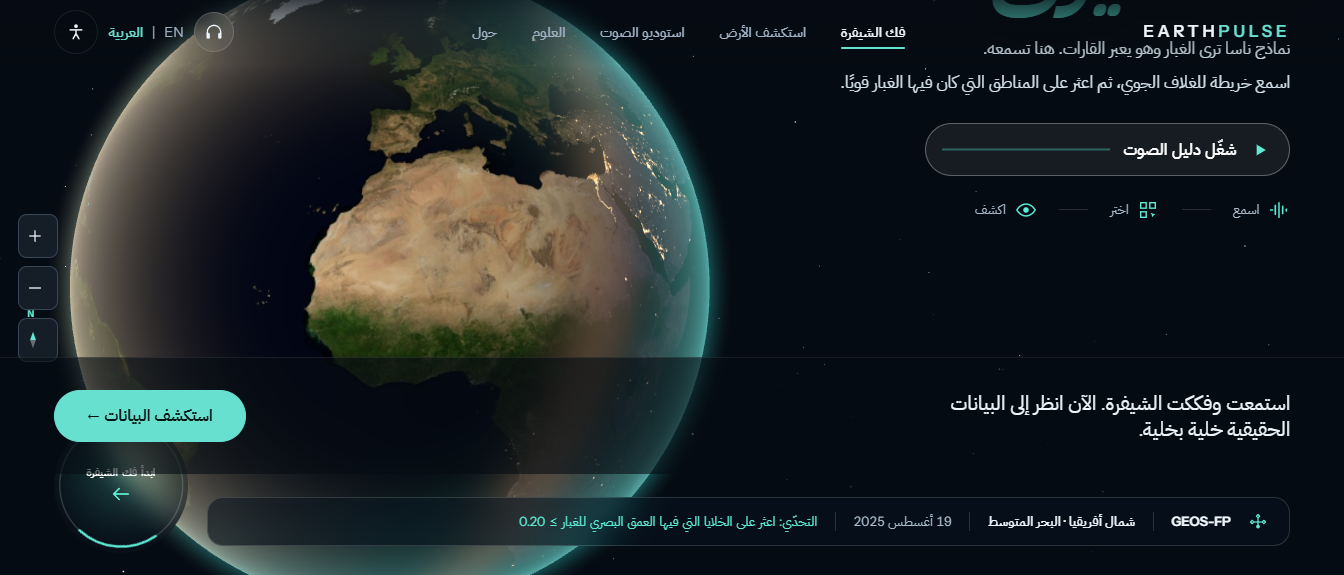 EARTHPULSE
فك الشيفرة
استكشف الأرض
استوديو الصوت
العلوم
حول
EN | العربية
نماذج ناسا ترى الغبار وهو يعبر القارات. هنا تسمعه.
اسمع خريطة للغلاف الجوي، ثم اعثر على المناطق التي كان فيها الغبار قويًا.
شغّل دليل الصوت
اسمع
اختر
اكشف
N
استمعت وفككت الشيفرة. الآن انظر إلى البيانات
الحقيقية خلية بخلية.
استكشف البيانات ←
ابدأ فك الشيفرة
GEOS-FP
شمال أفريقيا · البحر المتوسط
19 أغسطس 2025
التحدّي: اعثر على الخلايا التي فيها العمق البصري للغبار ≥ 0.20